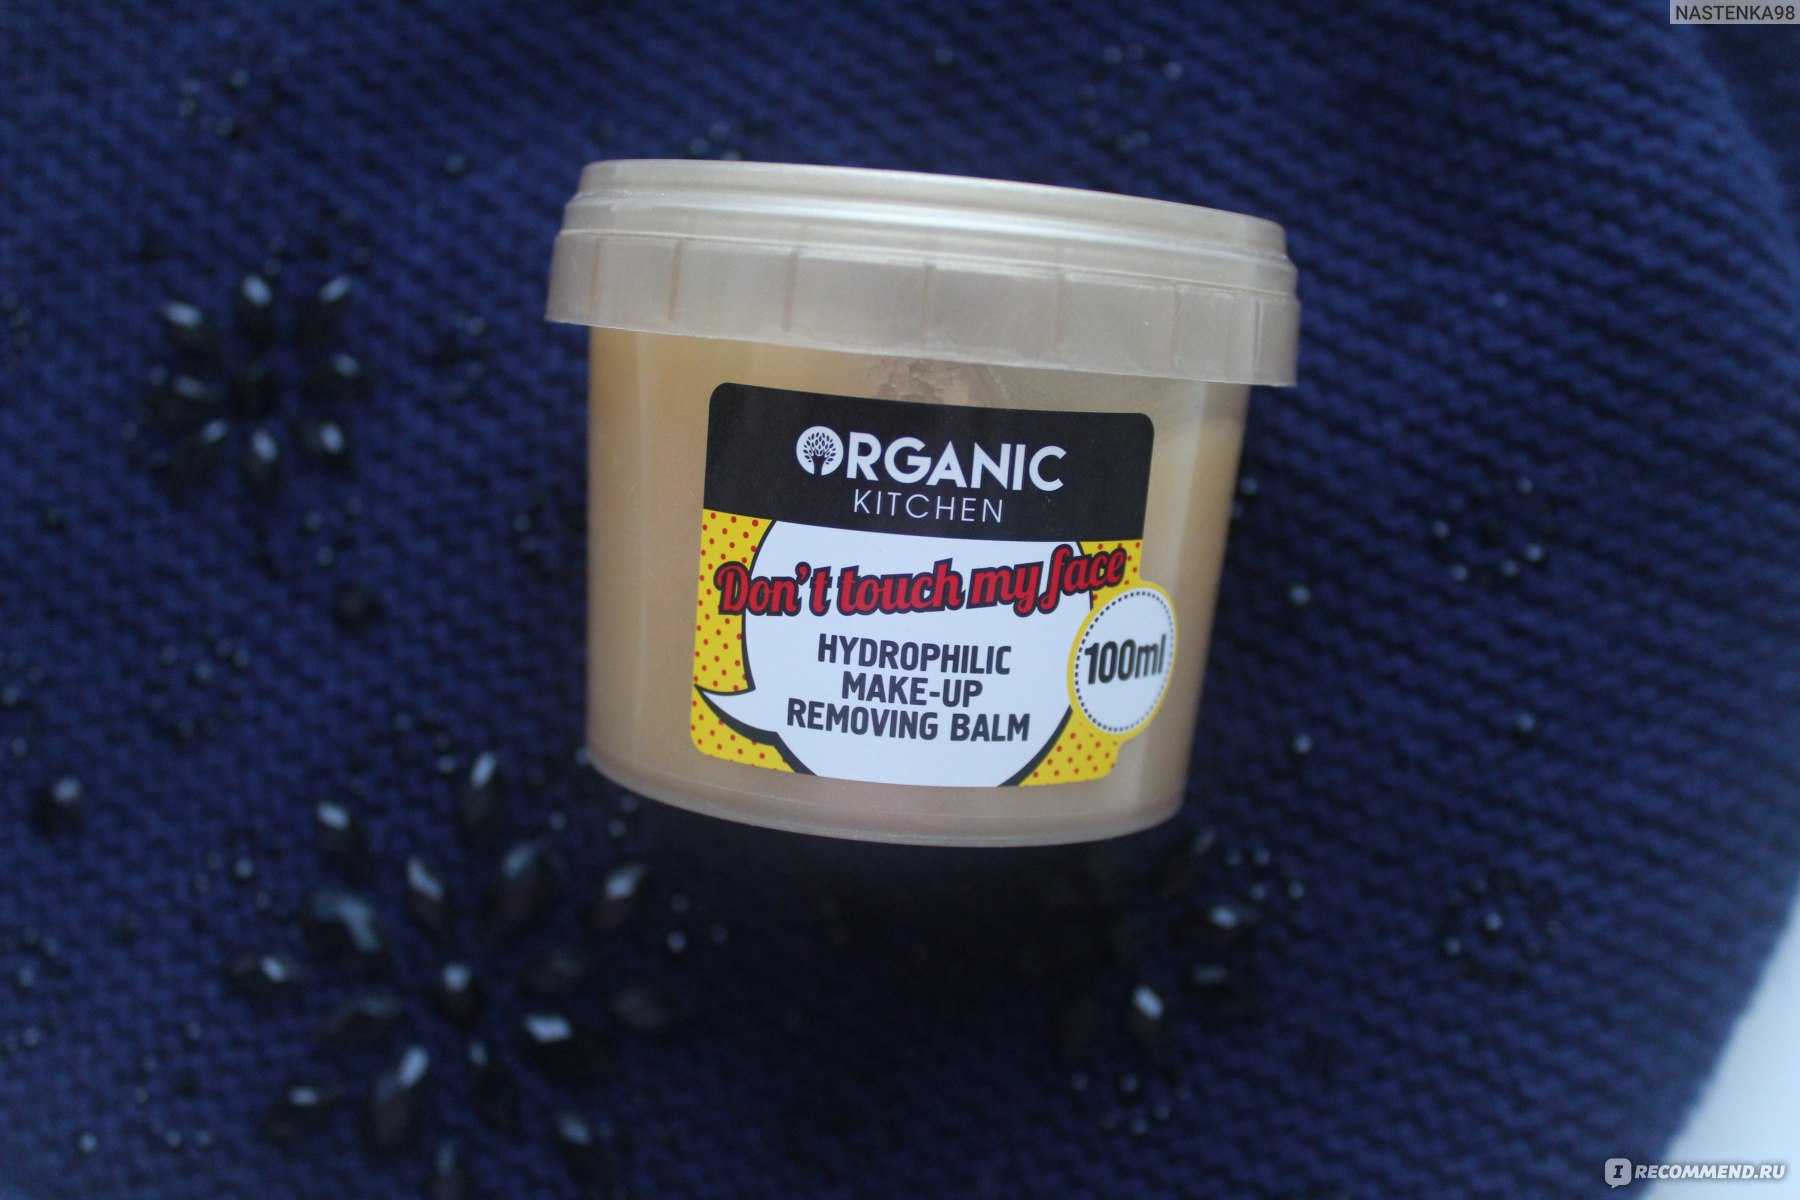 NASTENKA98
ORGANIC
KITCHEN
Don't touch my face
HYDROPHILIC
MAKE-UP
REMOVING BALM
100ml
IRECOMMEND.RU